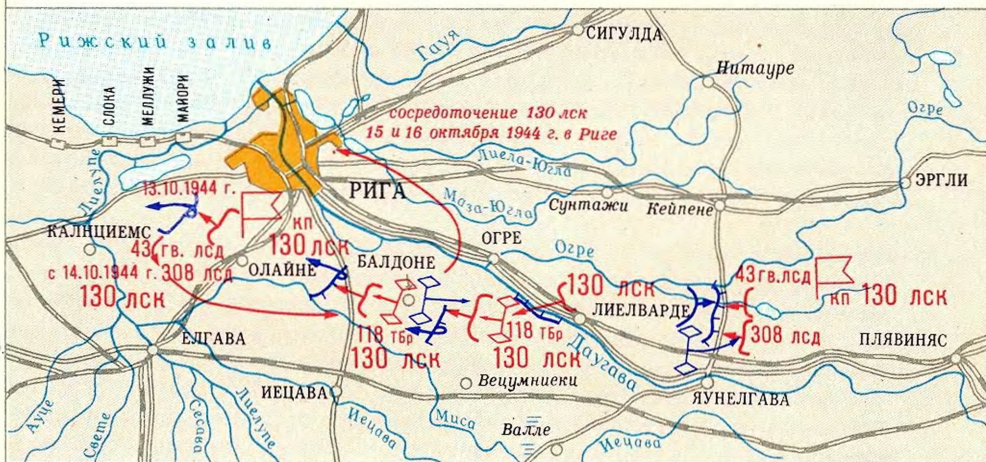 Рижский залив
Гауя
СИГУЛДА
Нитауре
КЕМЕРИ
СЛОКА
МЕЛЛУЖИ
МАЙОРИ
сосредоточение 130 лск
15 и 16 октября 1944 г. в Риге
Огре
Лиелупе
Лиела-Югла
13.10.1944 г.
РИГА
Маза-Югла
Сунтажи
Кейпене
ЭРГЛИ
КАЛНЦИЕМС
кп
130 лск
43 гв. лсд
с 14.10.1944 г. 308 лсд
130 лск
ОЛАЙНЕ
БАЛДОНЕ
ОГРЕ
Огре
130 лск
ЛИЕЛВАРДЕ
43 гв.лсд
кп 130 лск
308 лсд
118 ТБр
130 лск
118 ТБр
130 лск
Даугава
ПЛЯВИНЯС
ЕЛГАВА
ИЕЦАВА
Вецумниеки
ЯУНЕЛГАВА
Ауце
Свете
Сесава
Лиелупе
Иецава
Миса
Валле
Иецава